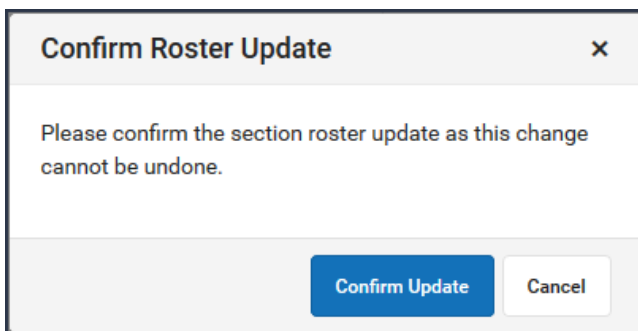 Confirm Roster Update ×
Please confirm the section roster update as this change
cannot be undone.
Confirm Update Cancel